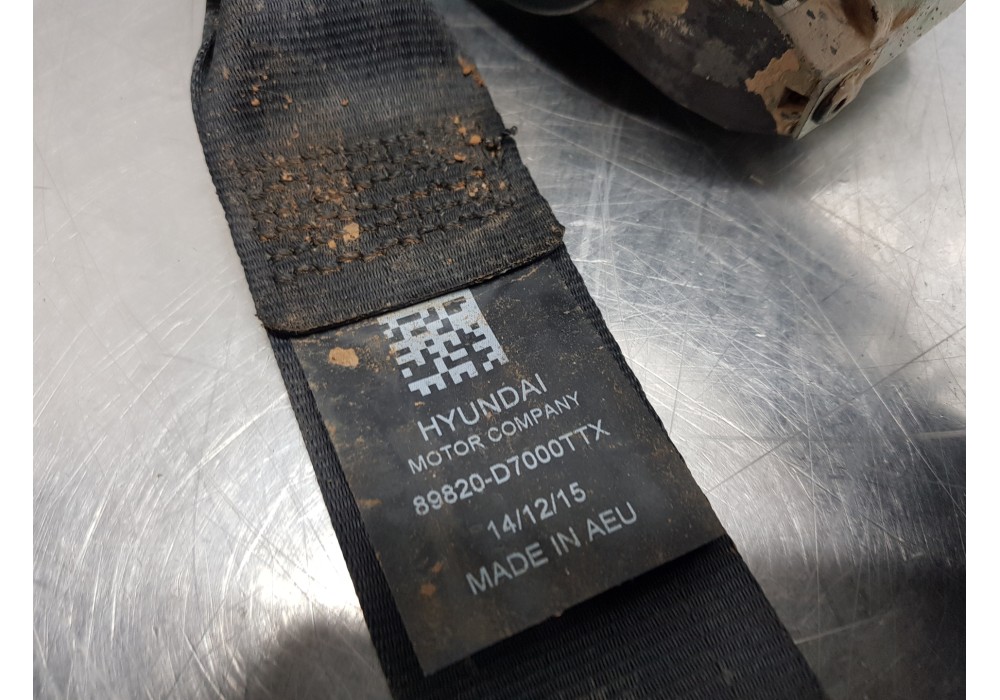 HYUNDAI
MOTOR COMPANY
89820-D7000TTX
14/12/15
MADE IN AEU